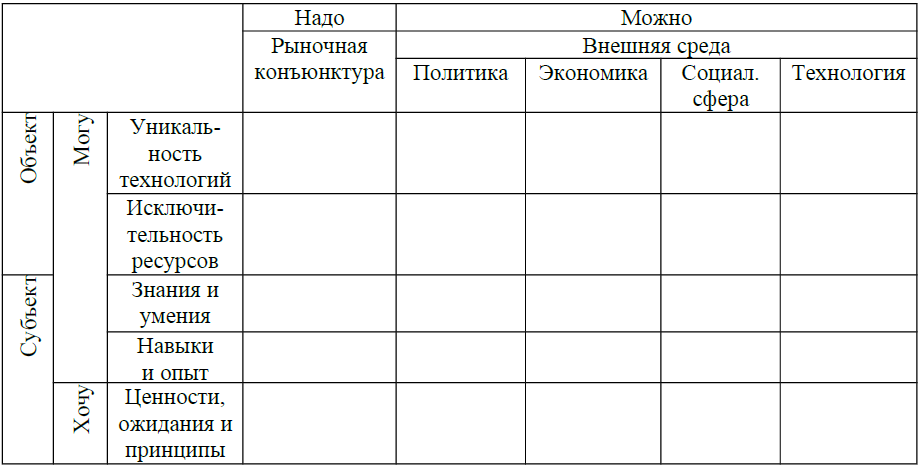 Надо
Можно
Рыночная
конъюнктура
Внешняя среда
Политика
Экономика
Социал.
сфера
Технология
Объект
Могу
Уникаль-
ность
технологий
Исключи-
тельность
ресурсов
Субъект
Знания и
умения
Навыки
и опыт
Хочу
Ценности,
ожидания и
принципы